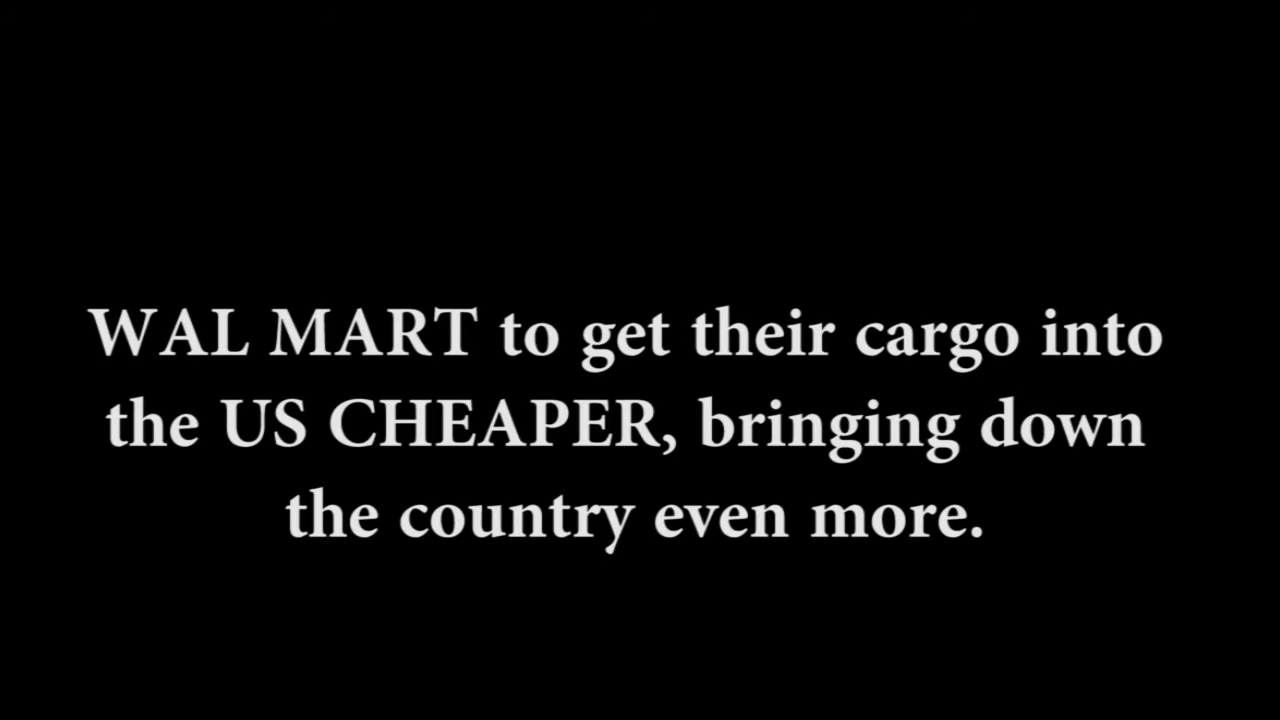 WAL MART to get their cargo into
the US CHEAPER, bringing down
the country even more.